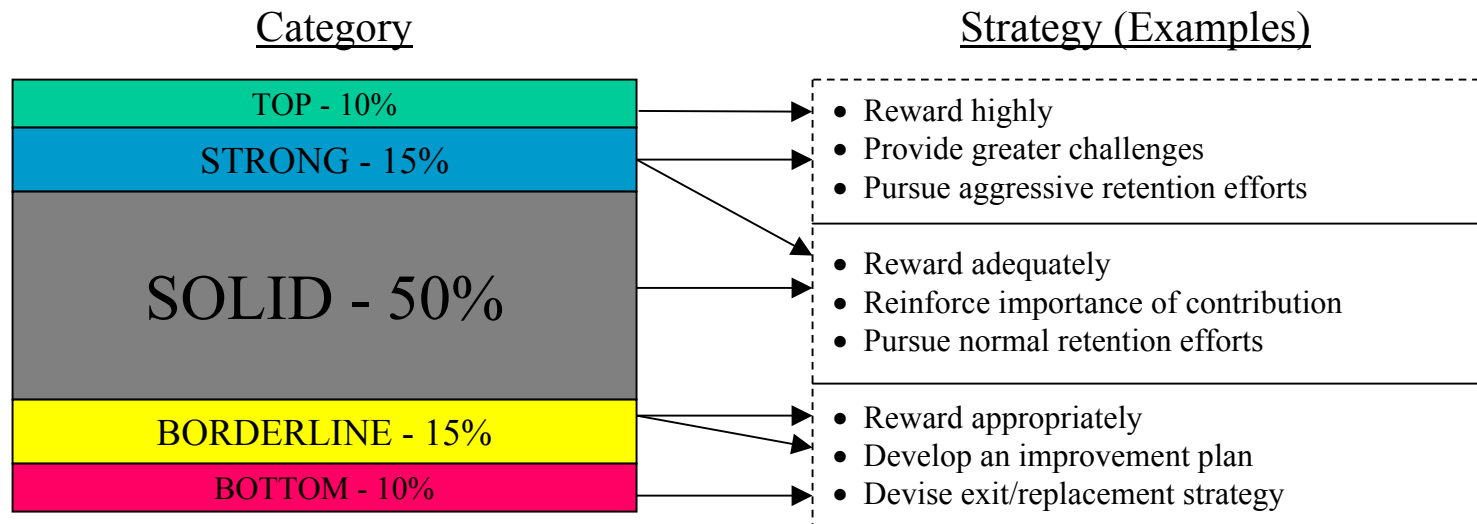 Category
TOP - 10%
STRONG - 15%
SOLID - 50%
BORDERLINE - 15%
BOTTOM - 10%
Strategy (Examples)
• Reward highly
• Provide greater challenges
• Pursue aggressive retention efforts
• Reward adequately
• Reinforce importance of contribution
• Pursue normal retention efforts
• Reward appropriately
• Develop an improvement plan
• Devise exit/replacement strategy